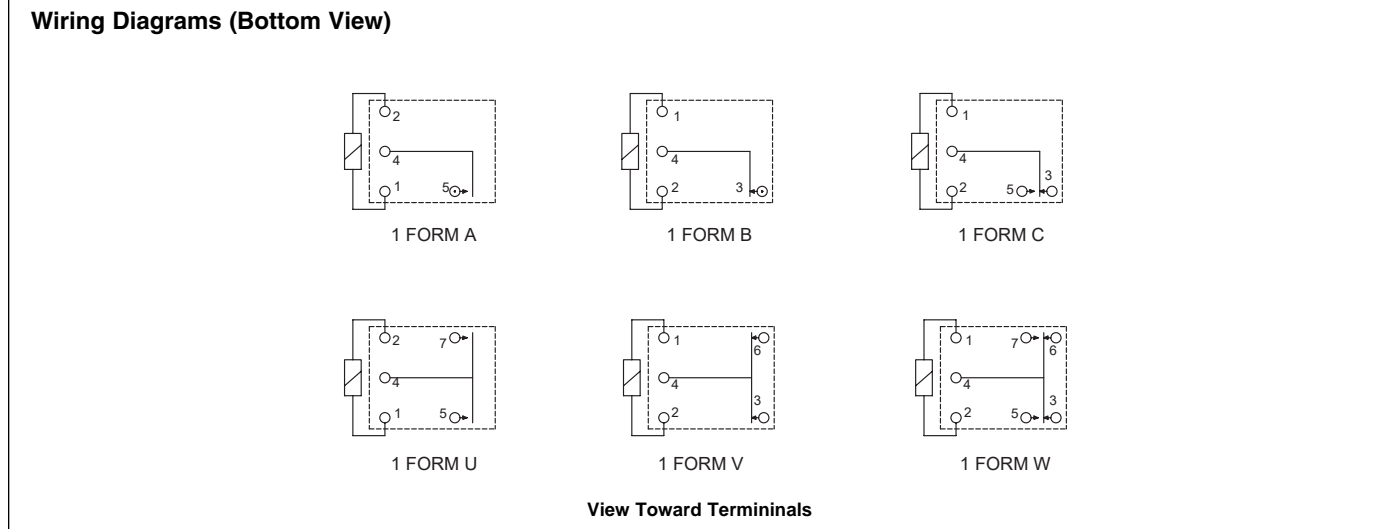 Wiring Diagrams (Bottom View)
2
4
1 5
1 FORM A
1
4
2 3
1 FORM B
1
4
3
2 5
1 FORM C
2 7
4
1 5
1 FORM U
1
6
4
3
2
1 FORM V
1 7
6
4
3
2 5
1 FORM W
View Toward Termininals